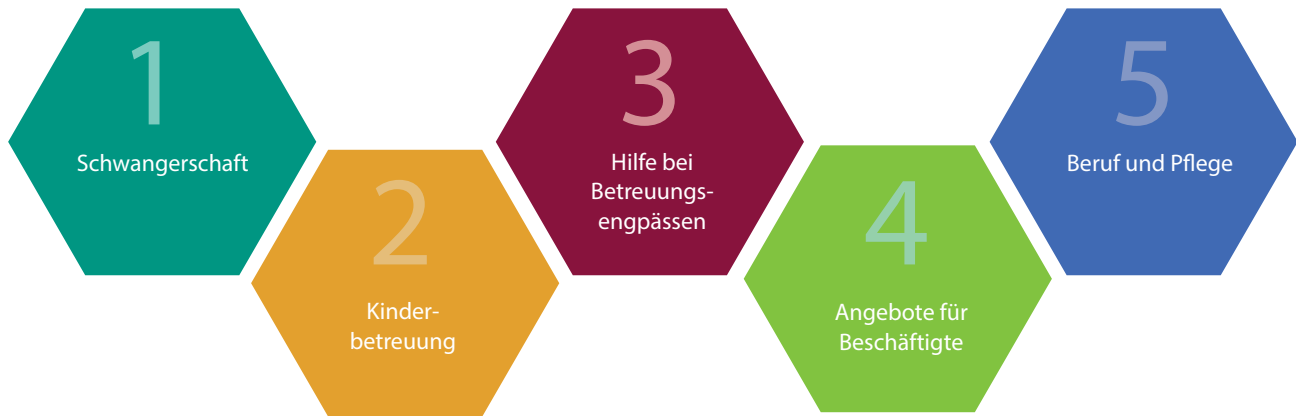 1
Schwangerschaft
2
Kinder-
betreuung
3
Hilfe bei
Betreuungs-
engpässen
4
Angebote für
Beschäftigte
5
Beruf und Pflege